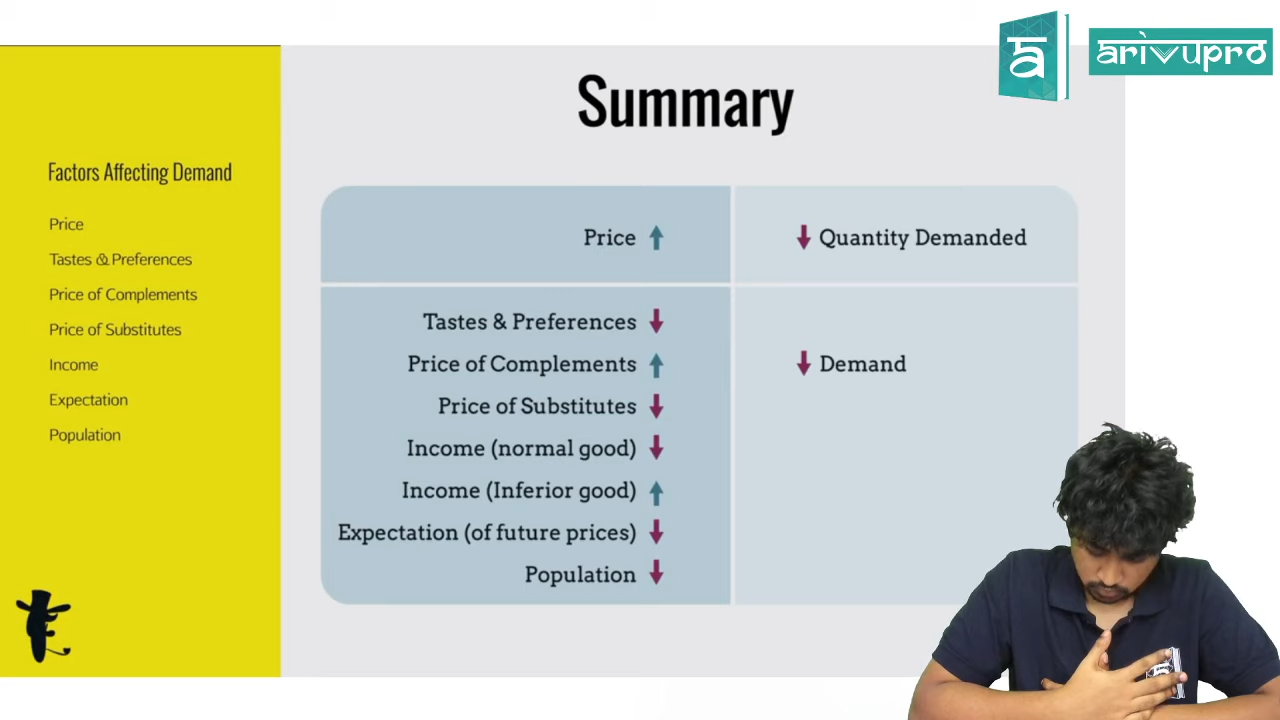 ā
arivupro
Summary
Factors Affecting Demand
Price
Tastes & Preferences
Price of Complements
Price of Substitutes
Income
Expectation
Population
Price
Quantity Demanded
Tastes & Preferences
Price of Complements
Demand
Price of Substitutes
Income (normal good)
Income (Inferior good)
Expectation (of future prices)
Population